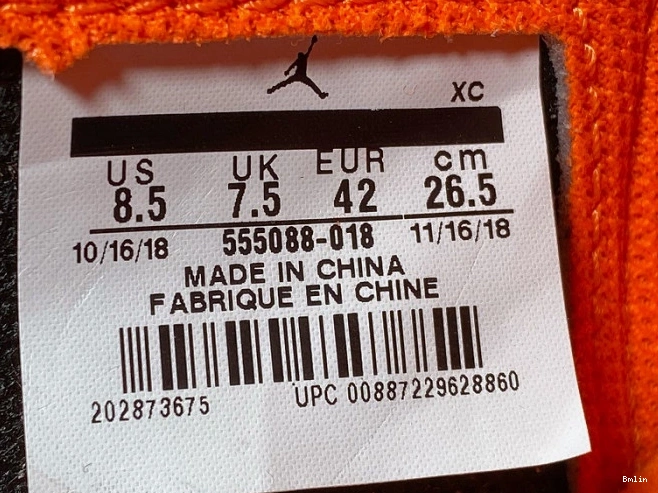 XC
US UK EUR cm
8.5 7.5 42 26.5
10/16/18 555088-018 11/16/18
MADE IN CHINA
FABRIQUE EN CHINE
202873675 UPC 00887229628860
Bmlin